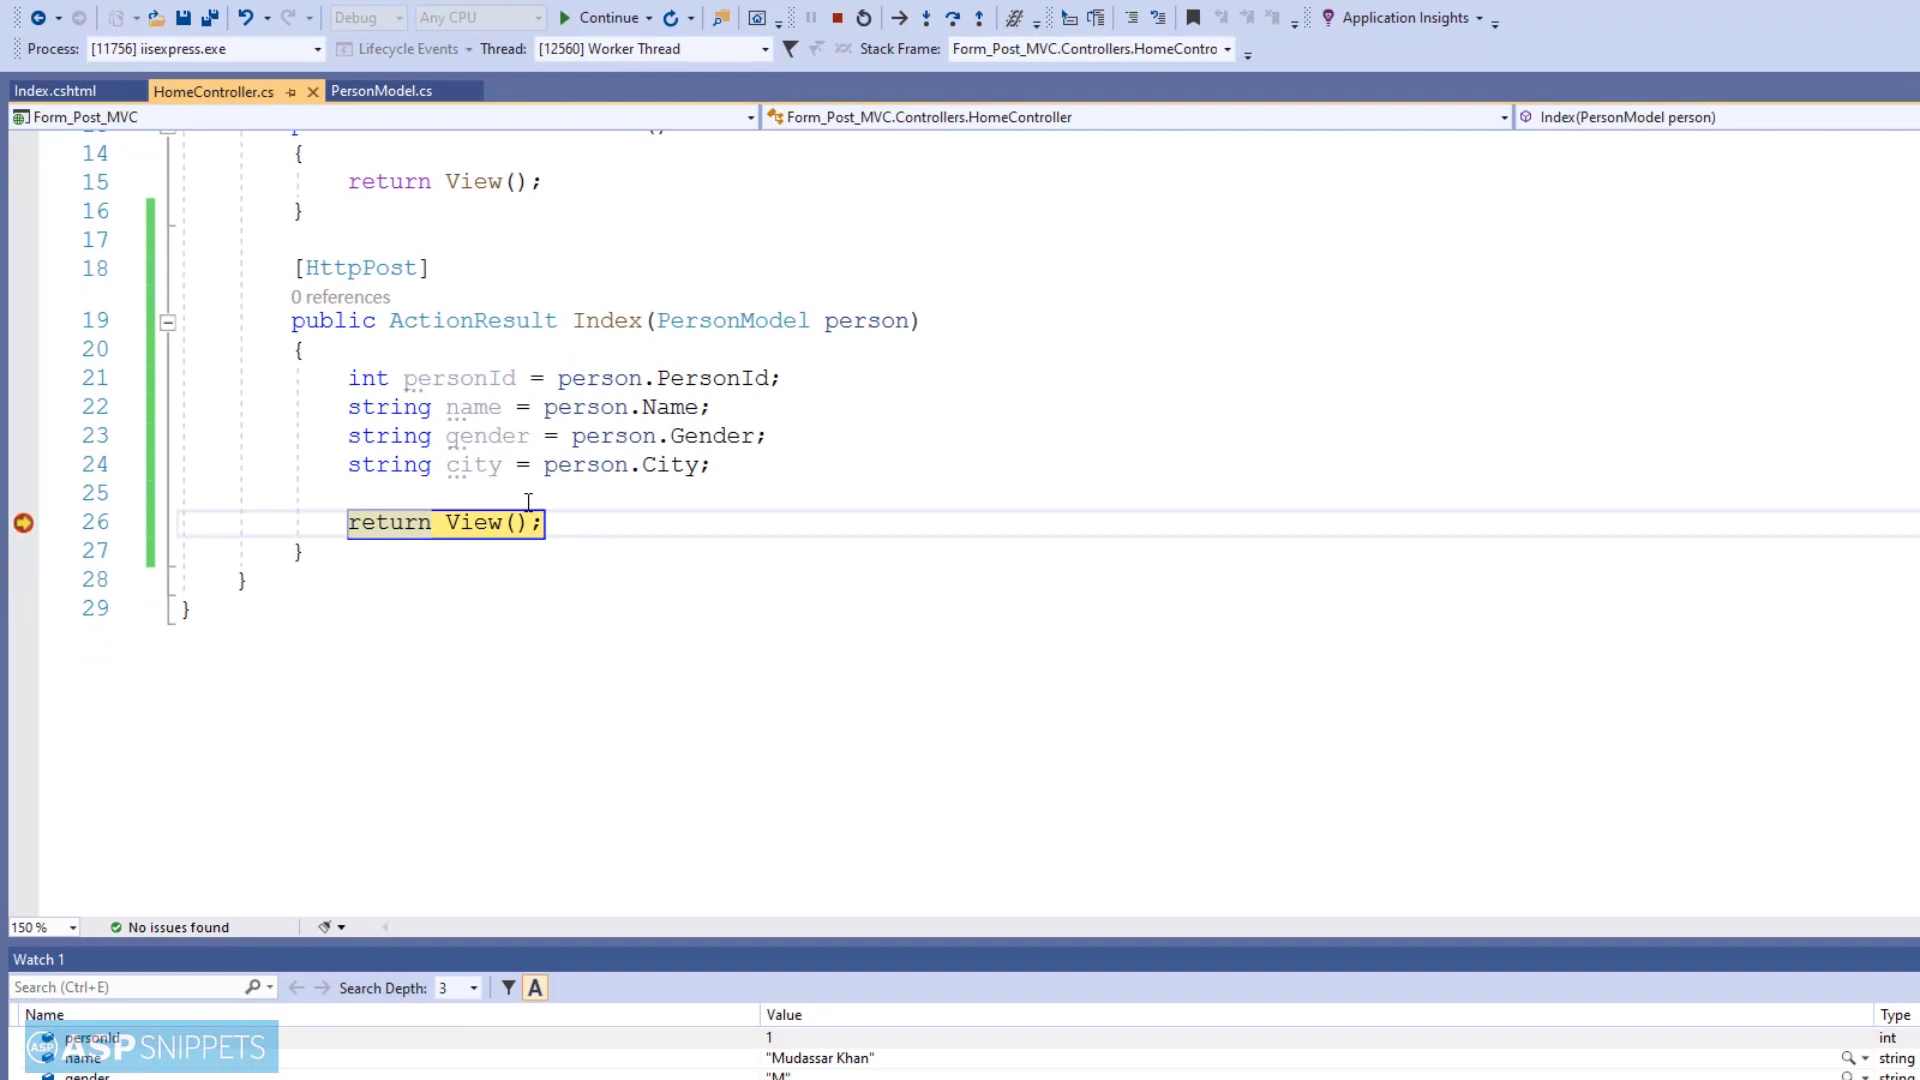 Debug Any CPU Continue Application Insights
Process: [11756] iisexpress.exe Lifecycle Events Thread: [12560] Worker Thread Stack Frame: Form_Post_MVC.Controllers.HomeContro
Index.cshtml HomeController.cs PersonModel.cs
Form_Post_MVC Form_Post_MVC.Controllers.HomeController Index(PersonModel person)
14 {
15 return View();
16 }
17
18 [HttpPost]
0 references
19 public ActionResult Index(PersonModel person)
20 {
21 int personId = person.PersonId;
22 string name = person.Name;
23 string gender = person.Gender;
24 string city = person.City;
25
26 return View();
27 }
28 }
29 }
150 % No issues found
Watch 1
Search (Ctrl+E) Search Depth: 3 A
Name Value Type
personId 1 int
name "Mudassar Khan" string
gender "M" string
ASP ASPSNIPPETS